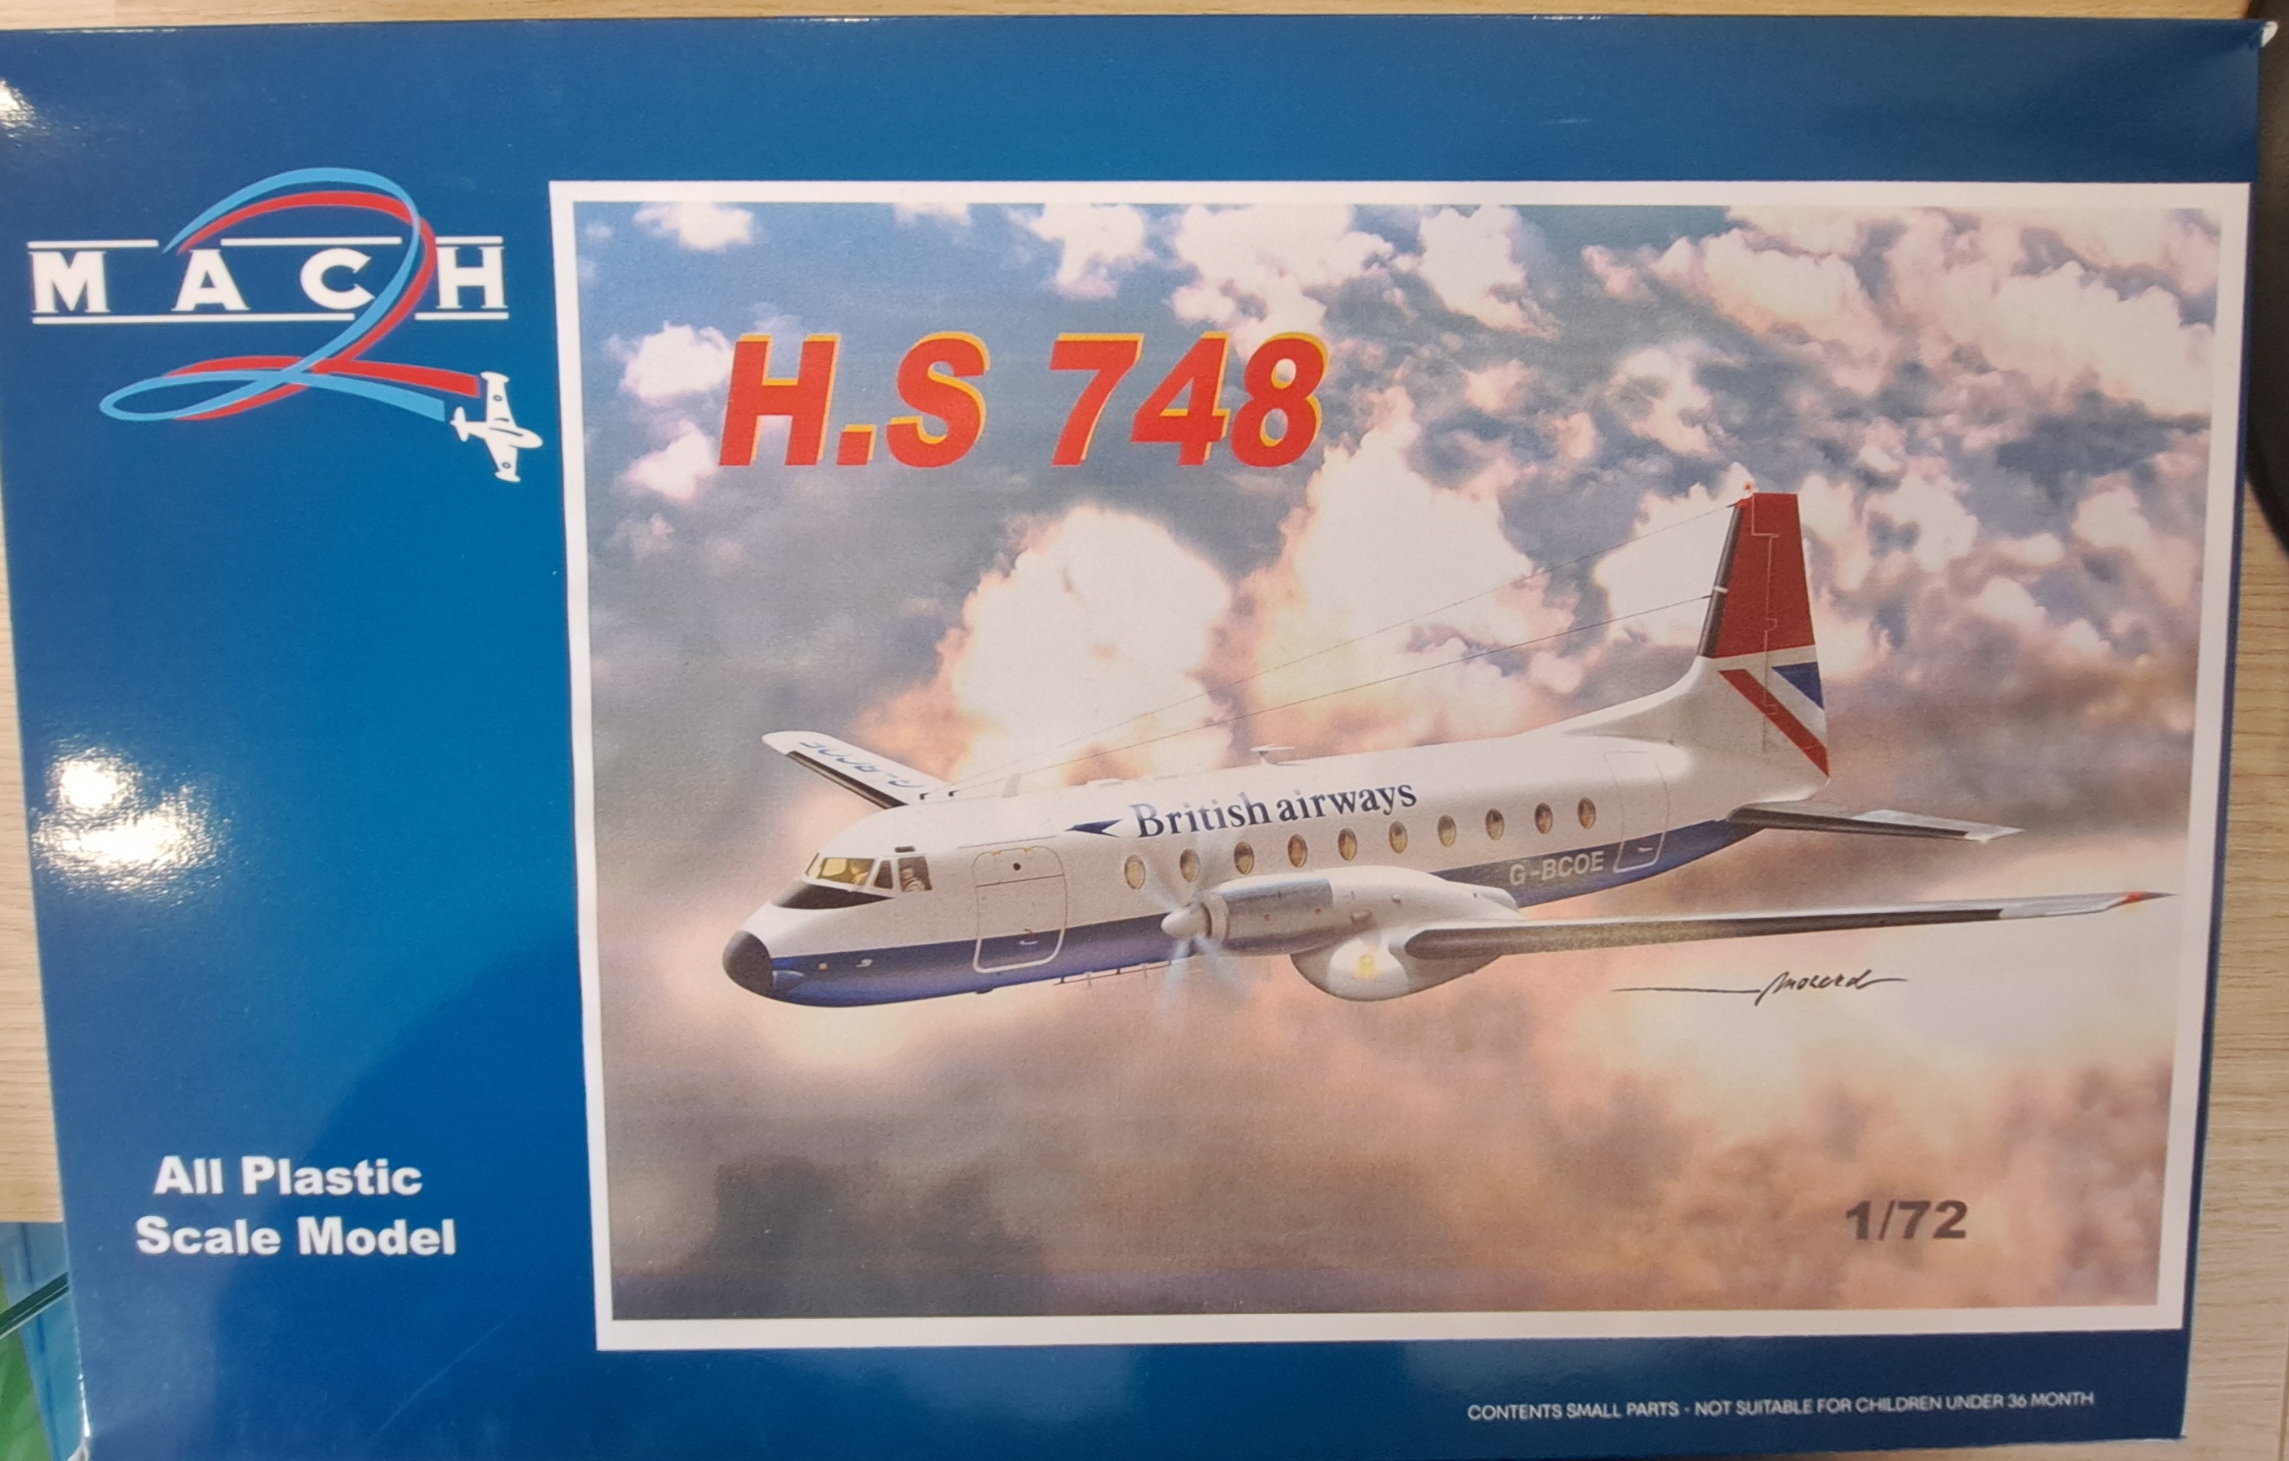 MACH 2
H.S 748
British airways
G-BCOE
1/72
All Plastic
Scale Model
CONTENTS SMALL PARTS - NOT SUITABLE FOR CHILDREN UNDER 36 MONTH